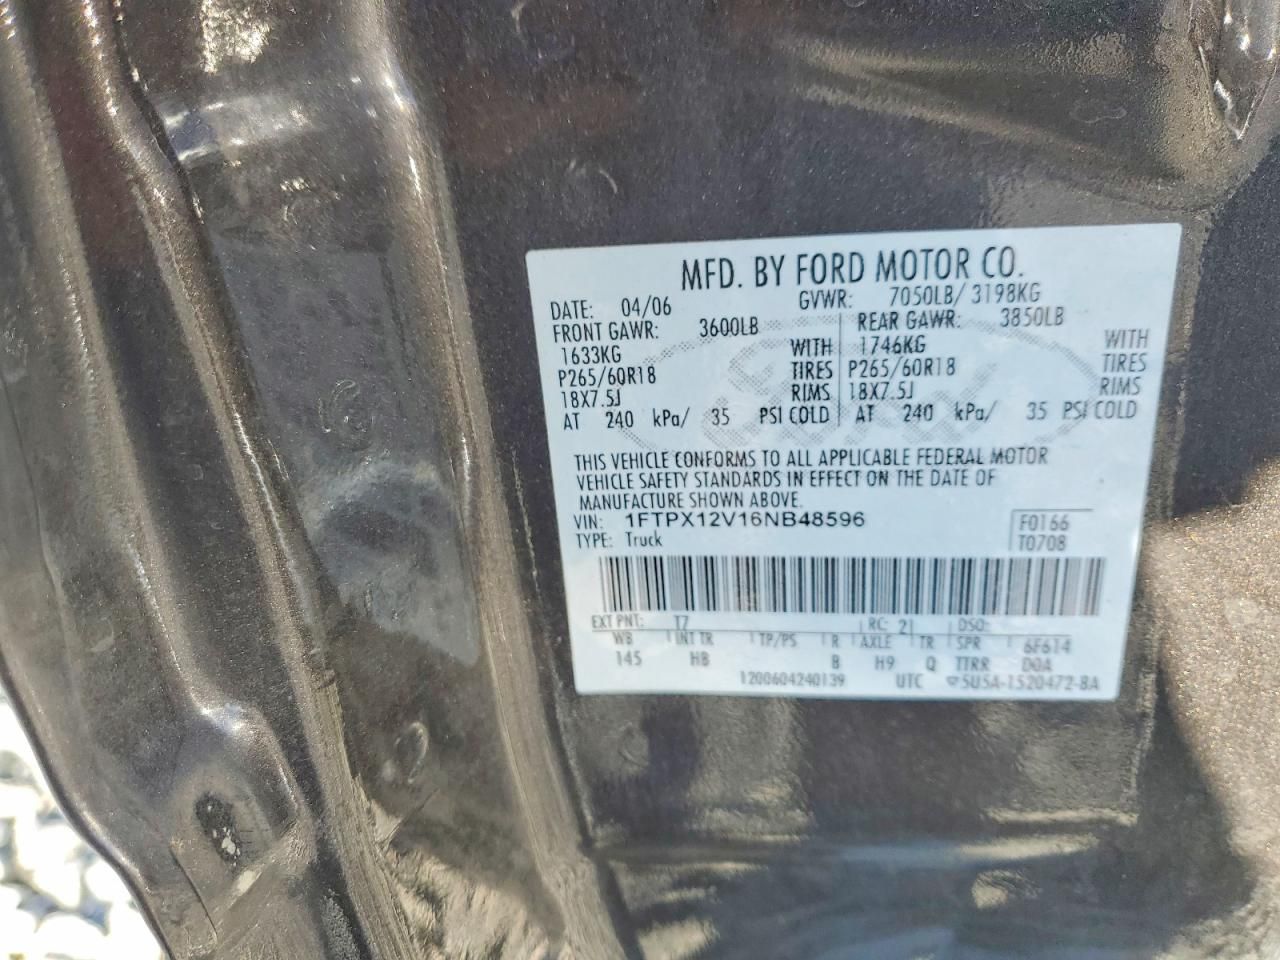 MFD. BY FORD MOTOR CO.
DATE: 04/06 GVWR: 7050LB/ 3198KG
FRONT GAWR: 3600LB REAR GAWR: 3850LB
1633KG WITH 1746KG WITH
P265/60R18 TIRES P265/60R18 TIRES
18X7.5J RIMS 18X7.5J RIMS
AT 240 kPa/ 35 PSI COLD AT 240 kPa/ 35 PSI COLD
THIS VEHICLE CONFORMS TO ALL APPLICABLE FEDERAL MOTOR
VEHICLE SAFETY STANDARDS IN EFFECT ON THE DATE OF
MANUFACTURE SHOWN ABOVE.
VIN: 1FTPX12V16NB48596 F0166
TYPE: Truck T0708
EXT PNT: T7 RC: 21 DSO:
WB INT TR TP/PS R AXLE TR SPR 6F614
145 HB B H9 Q TTRR D0A
1200604240139 UTC 5U5A-1520472-BA